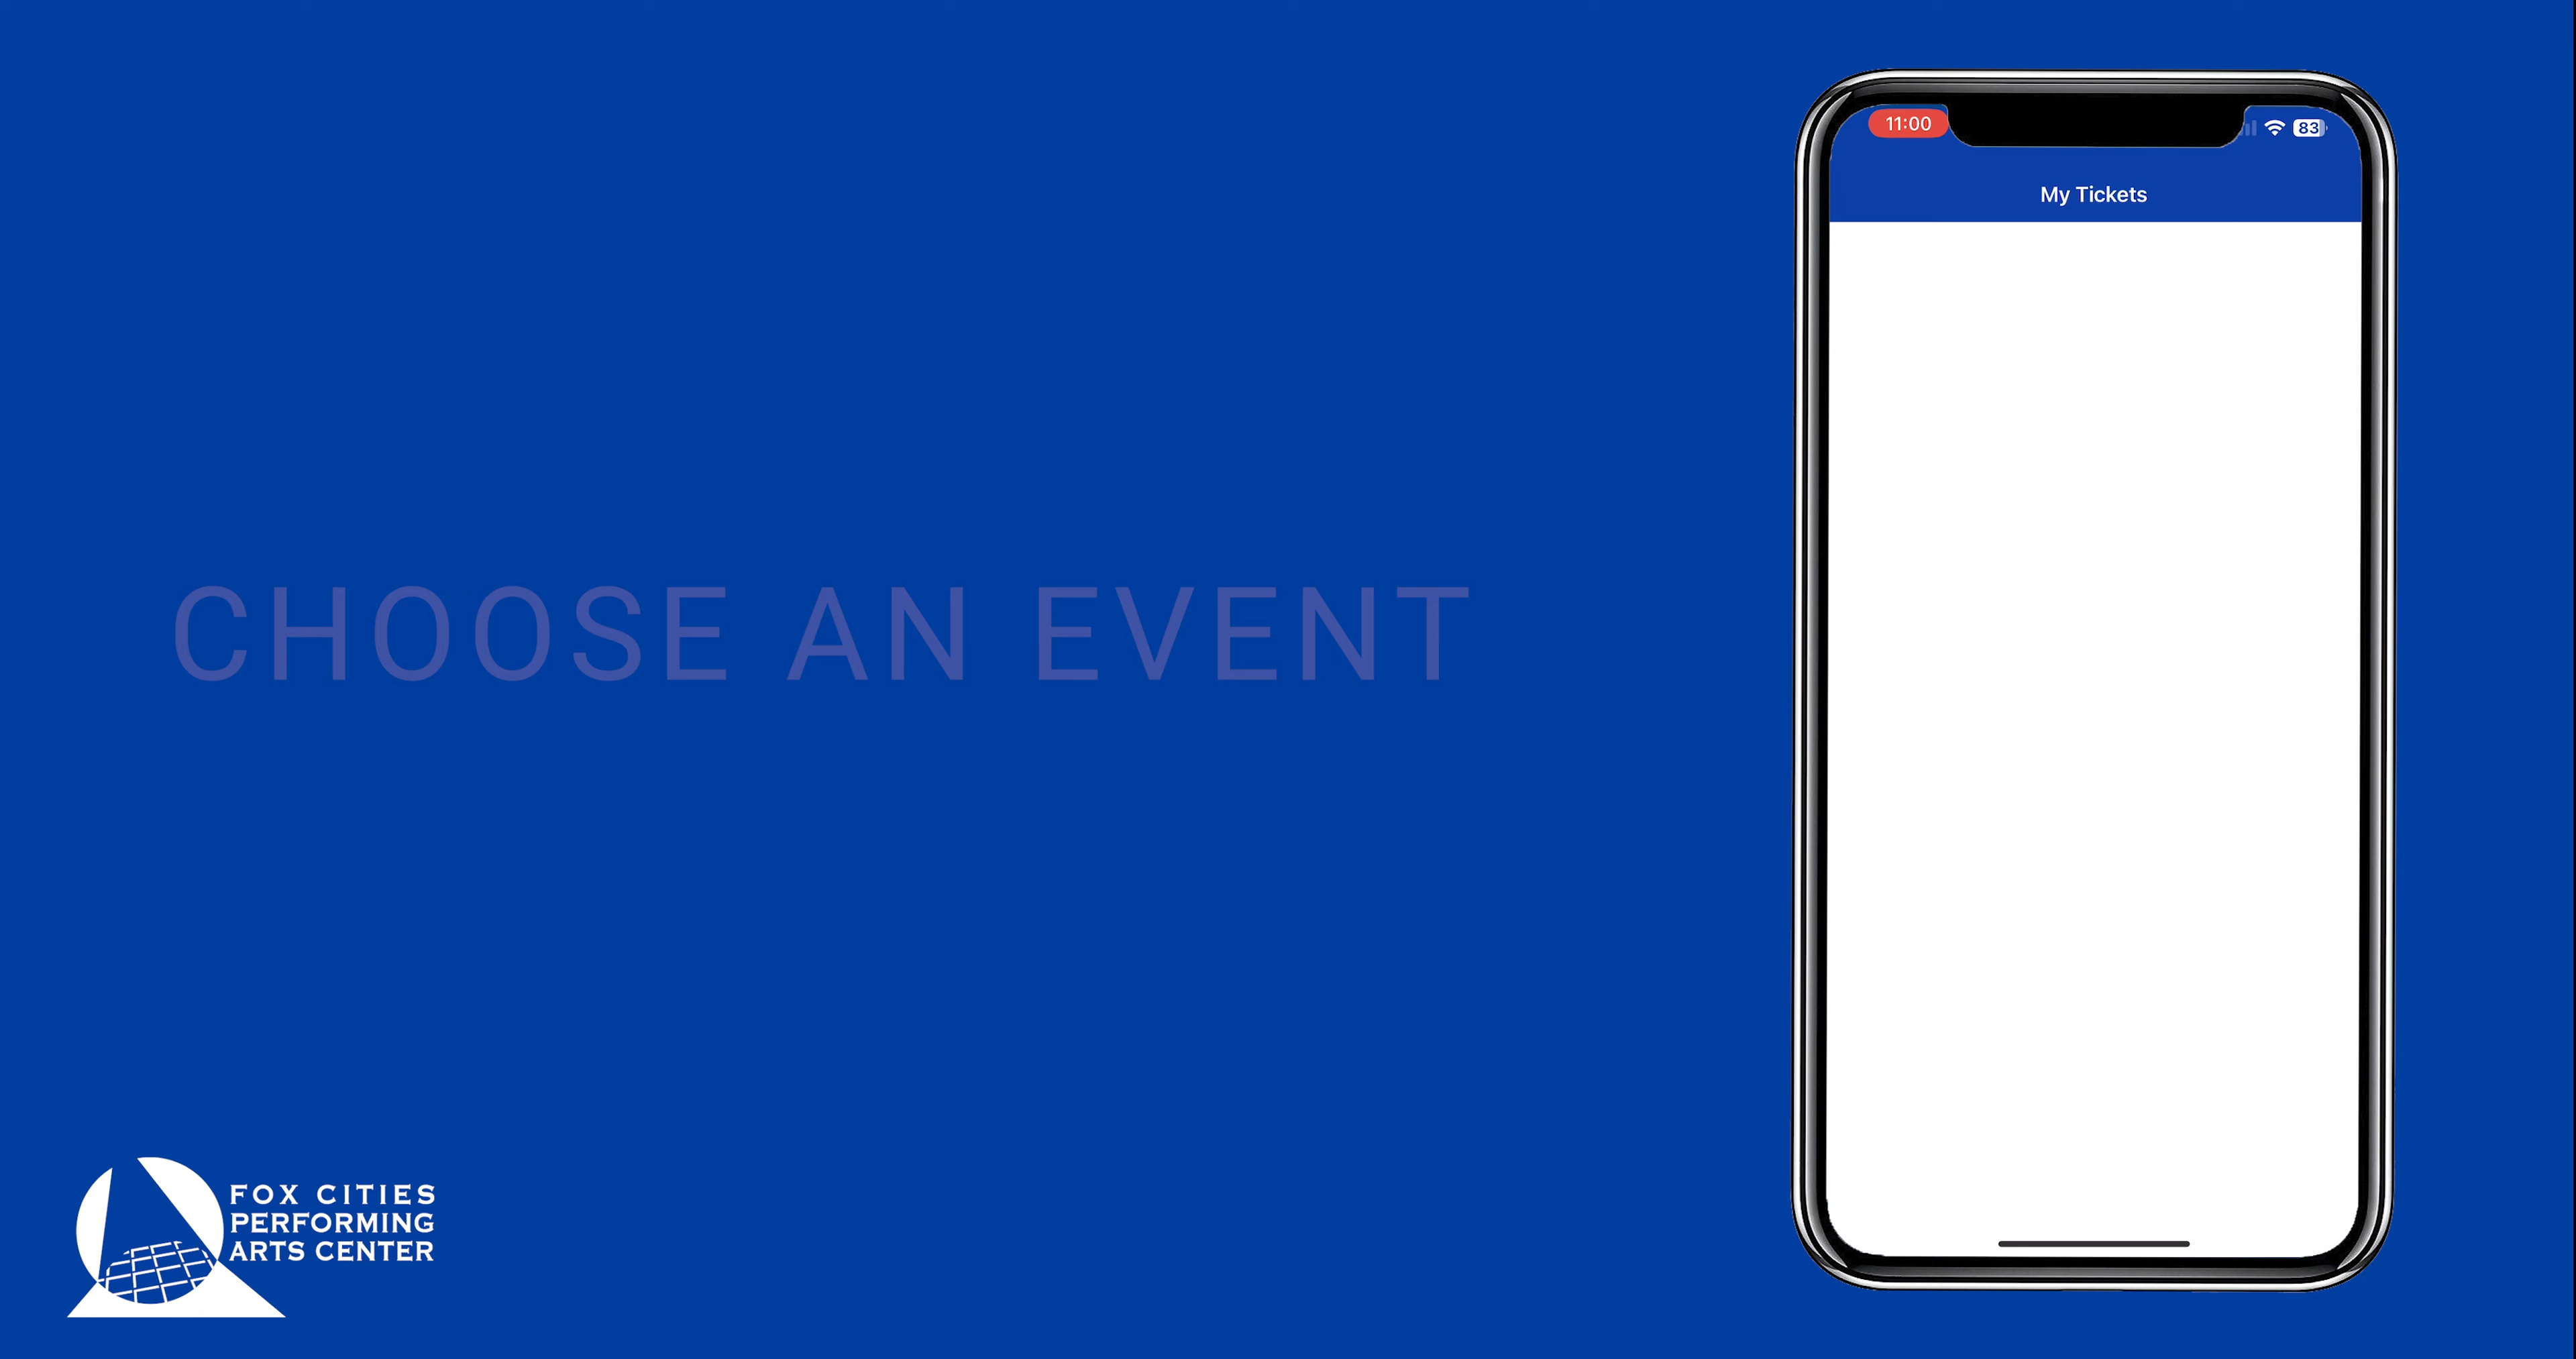 11:00
83
My Tickets
CHOOSE AN EVENT
FOX CITIES
PERFORMING
ARTS CENTER